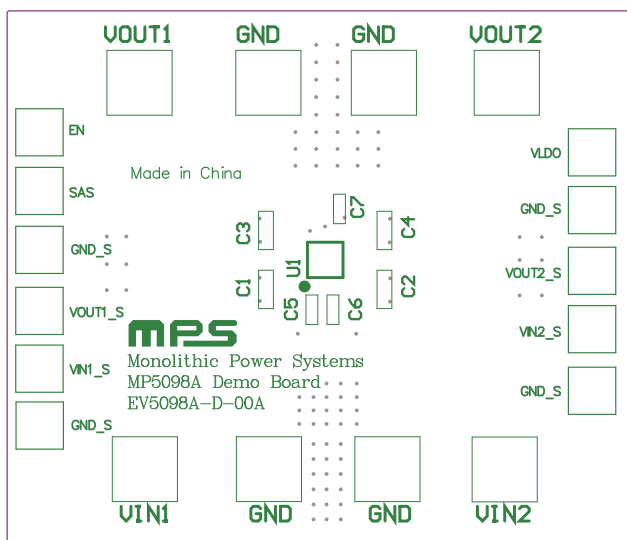 VOUT1
GND
GND
VOUT2
EN
VLDO
Made in China
SAS
C7
GND_S
C3
C4
GND_S
U1
VOUT2_S
C1
C2
VOUT1_S
C5
C6
MPS
VIN2_S
Monolithic Power Systems
MP5098A Demo Board
EV5098A-D-00A
VIN1_S
GND_S
GND_S
VIN1
GND
GND
VIN2